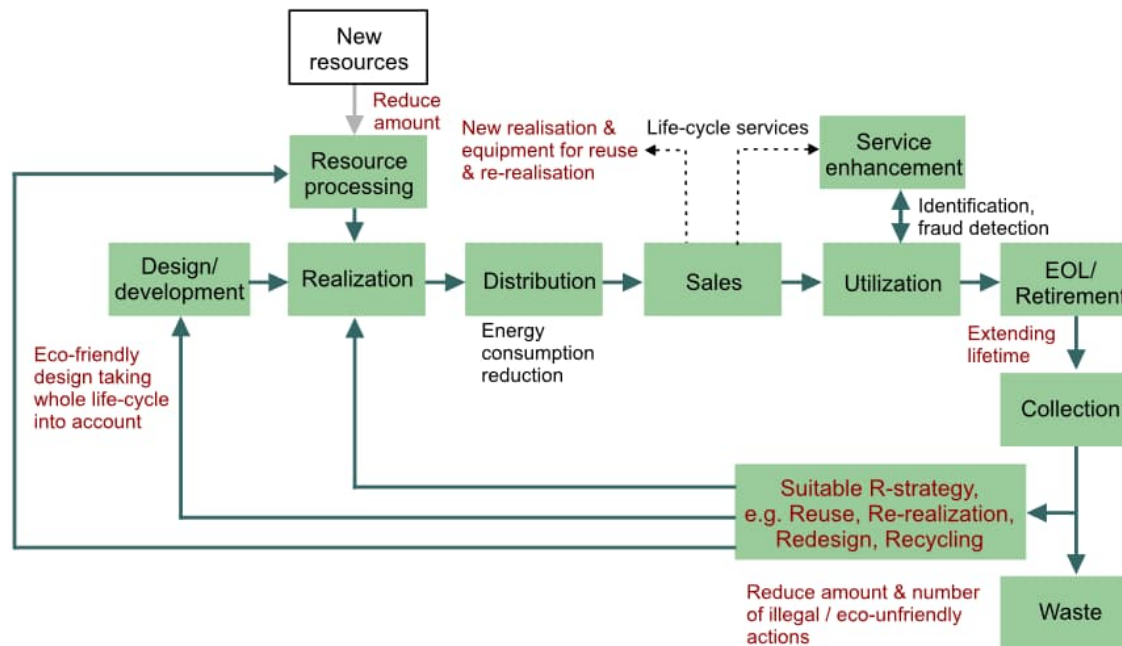 New
resources
Reduce
amount
Resource
processing
New realisation &
equipment for reuse
& re-realisation
Life-cycle services
Service
enhancement
Identification,
fraud detection
Design/
development
Realization
Distribution
Sales
Utilization
EOL/
Retirement
Energy
consumption
reduction
Extending
lifetime
Eco-friendly
design taking
whole life-cycle
into account
Collection
Suitable R-strategy,
e.g. Reuse, Re-realization,
Redesign, Recycling
Reduce amount & number
of illegal / eco-unfriendly
actions
Waste